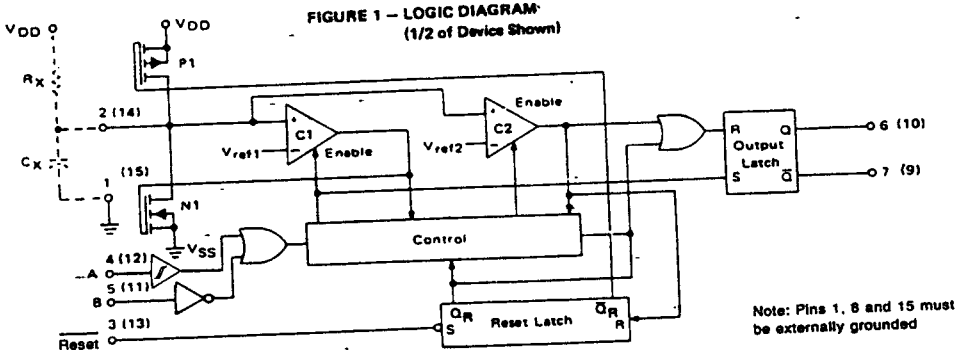 FIGURE 1 – LOGIC DIAGRAM
(1/2 of Device Shown)
VDD
VDD
P1
RX
2 (14)
Enable
C1
C2
Vref1
Enable
Vref2
CX
1
(15)
N1
VSS
R
Q
Output
Latch
S
Q̅
6 (10)
7 (9)
Control
4 (12)
A
5 (11)
B
3 (13)
Reset
QR
S
Reset Latch
Q̅R
R
Note: Pins 1, 8 and 15 must
be externally grounded